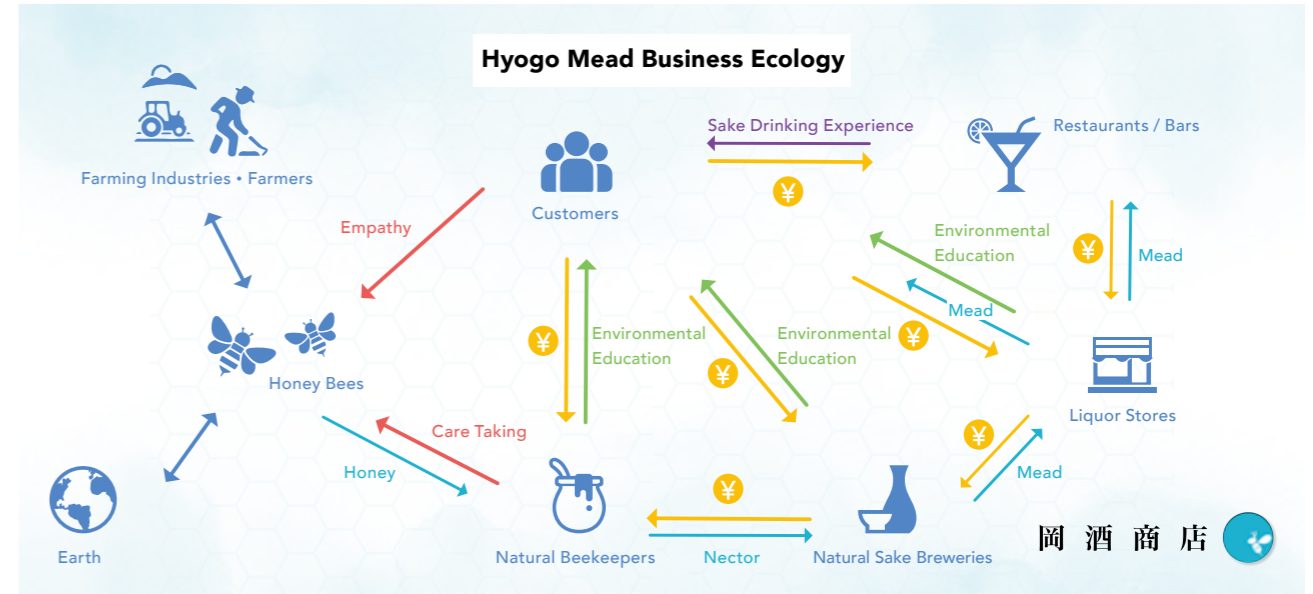 Hyogo Mead Business Ecology
Sake Drinking Experience
Restaurants / Bars
¥
Farming Industries • Farmers
Customers
Empathy
Environmental
Education
¥
Mead
Mead
¥
¥
Environmental
Education
Environmental
Education
¥
Honey Bees
Liquor Stores
Care Taking
¥
Honey
Mead
¥
Earth
Natural Beekeepers
Nector
Natural Sake Breweries
岡酒商店